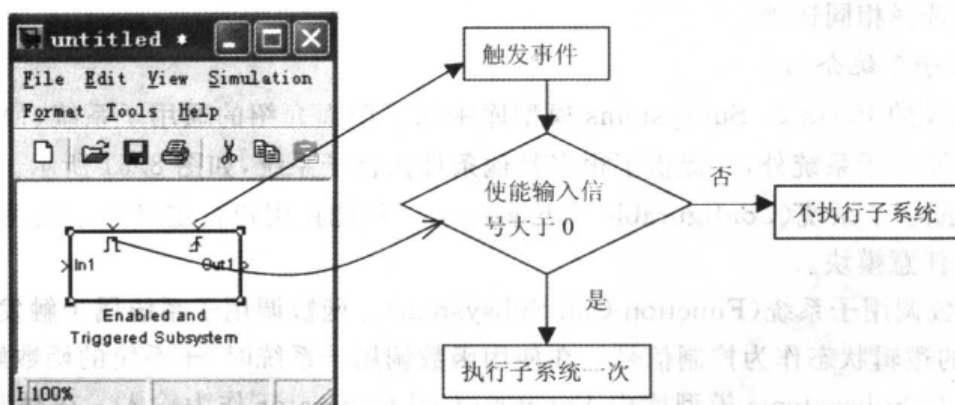 untitled *
File Edit View Simulation
Format Tools Help
In1
Out1
Enabled and
Triggered Subsystem
100%
触发事件
使能输入信
号大于 0
否
不执行子系统
是
执行子系统一次